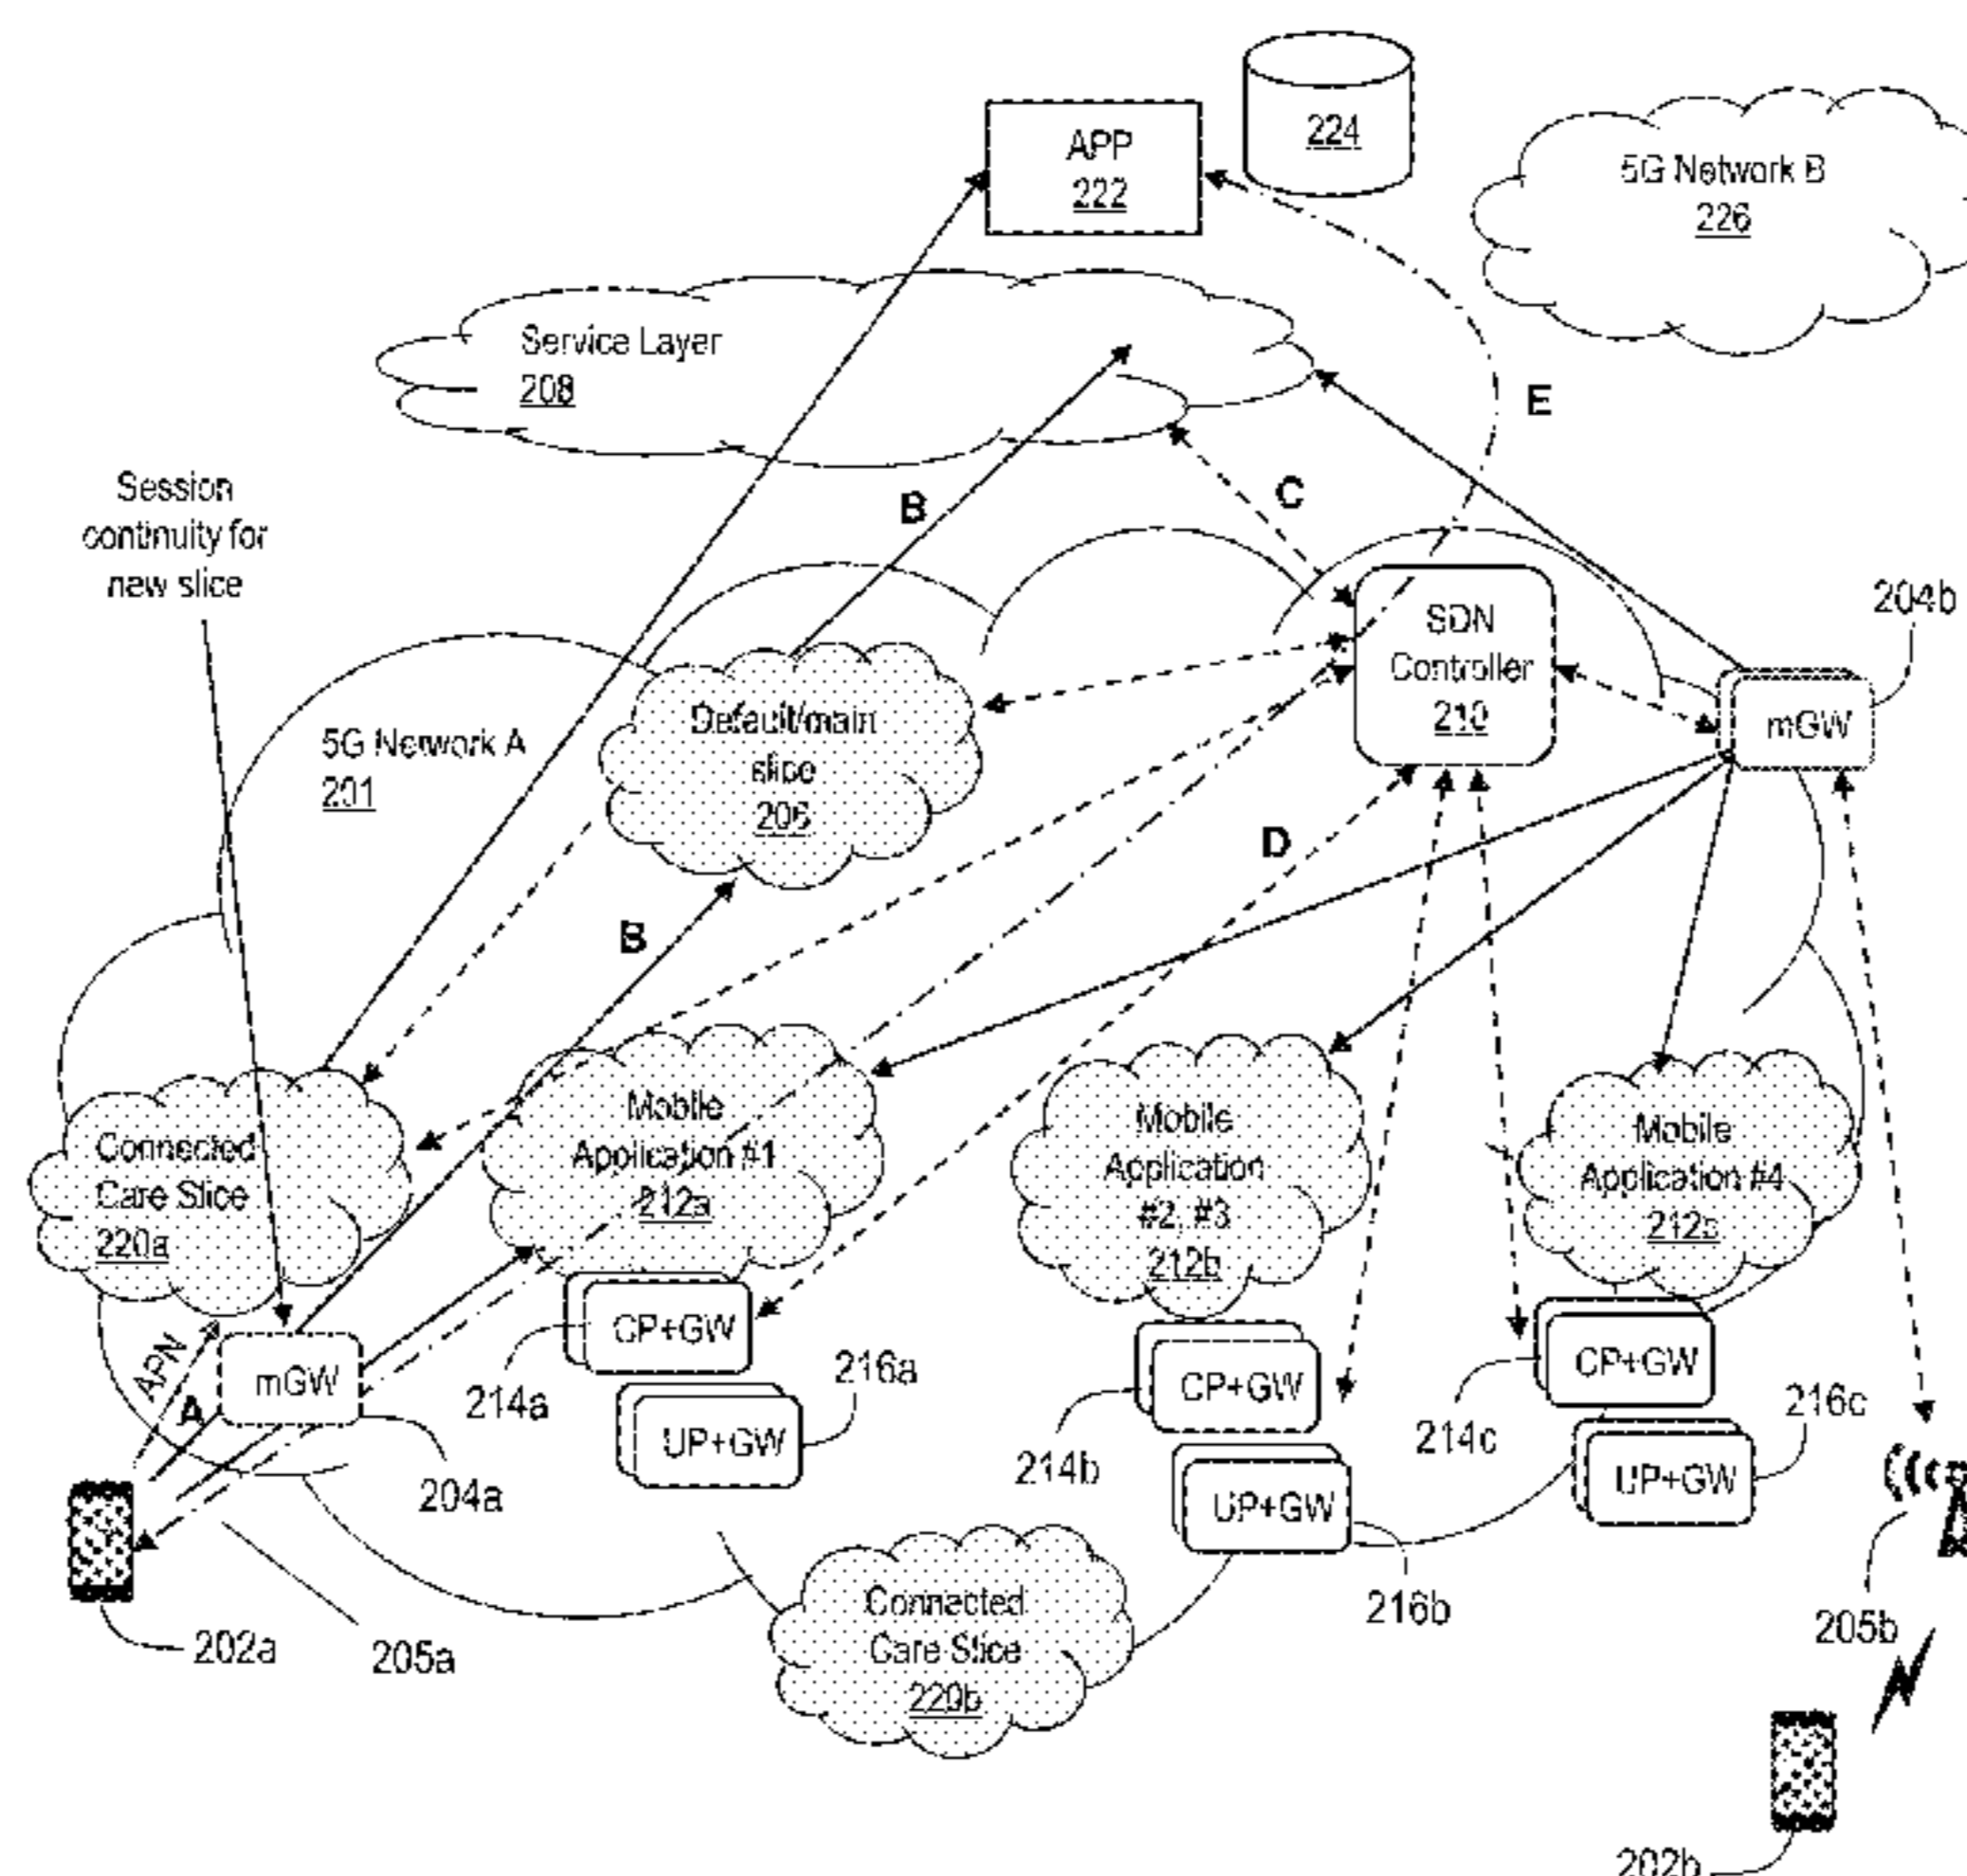 APP
222
224
5G Network B
226
Service Layer
208
E
C
B
Session
continuity for
new slice
SDN
Controller
210
204b
mGW
5G Network A
201
Default/main
slice
206
D
B
Connected
Care Slice
220a
Mobile
Application #1
212a
Mobile
Application
#2, #3
212b
Mobile
Application #4
212c
APN
A
mGW
CP+GW
214a
216a
UP+GW
CP+GW
214b
UP+GW
216b
CP+GW
214c
216c
UP+GW
204a
202a
205a
Connected
Care Slice
220b
205b
202b